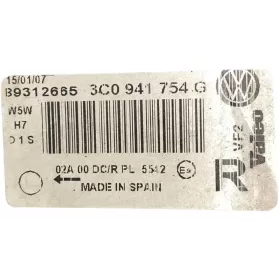 15/01/07
89312665 3C0 941 754 G
W5W
H7
D1S
02A 00 DC/R PL 5542
MADE IN SPAIN
R
VF2